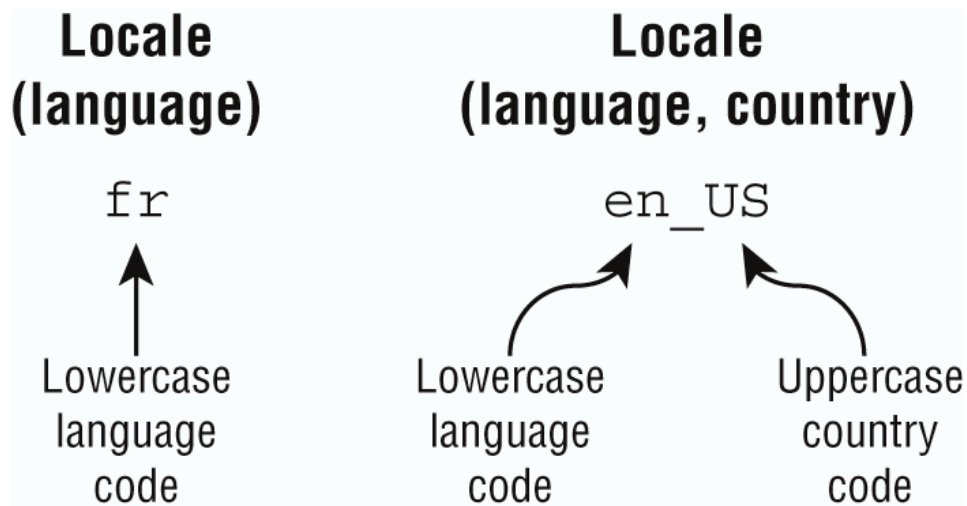 Locale
(language)
fr
Lowercase
language
code
Locale
(language, country)
en_US
Lowercase
language
code
Uppercase
country
code